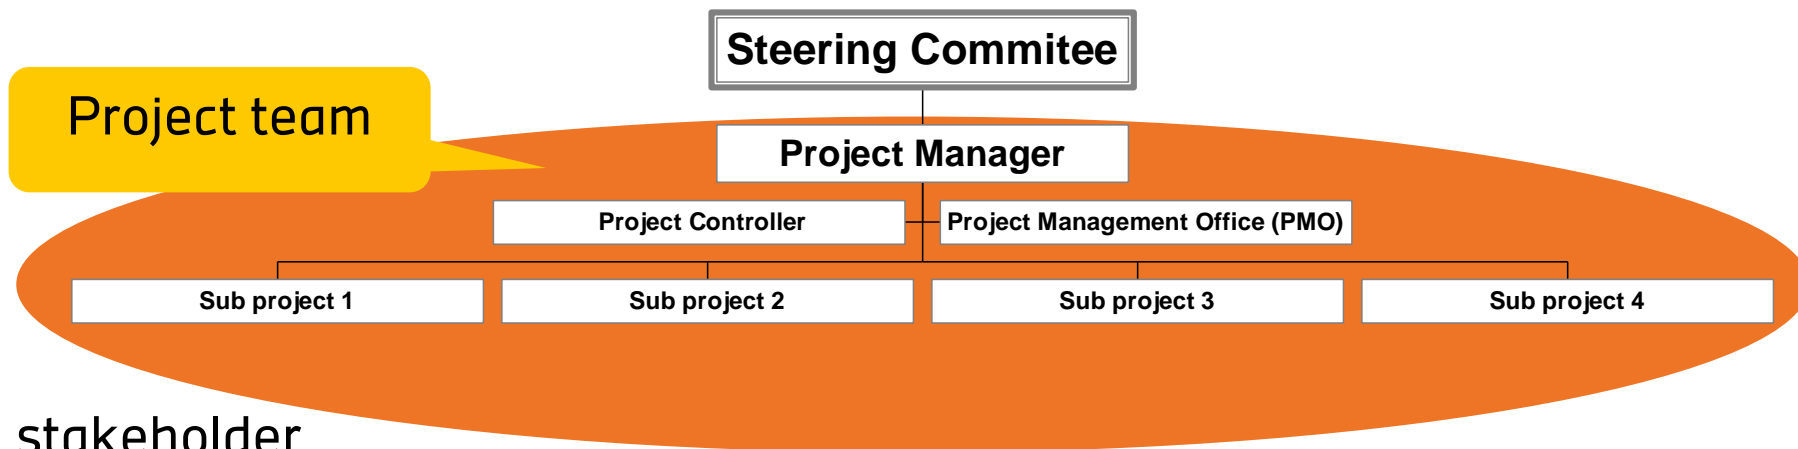 Steering Commitee
Project team
Project Manager
Project Controller
Project Management Office (PMO)
Sub project 1
Sub project 2
Sub project 3
Sub project 4
stakeholder